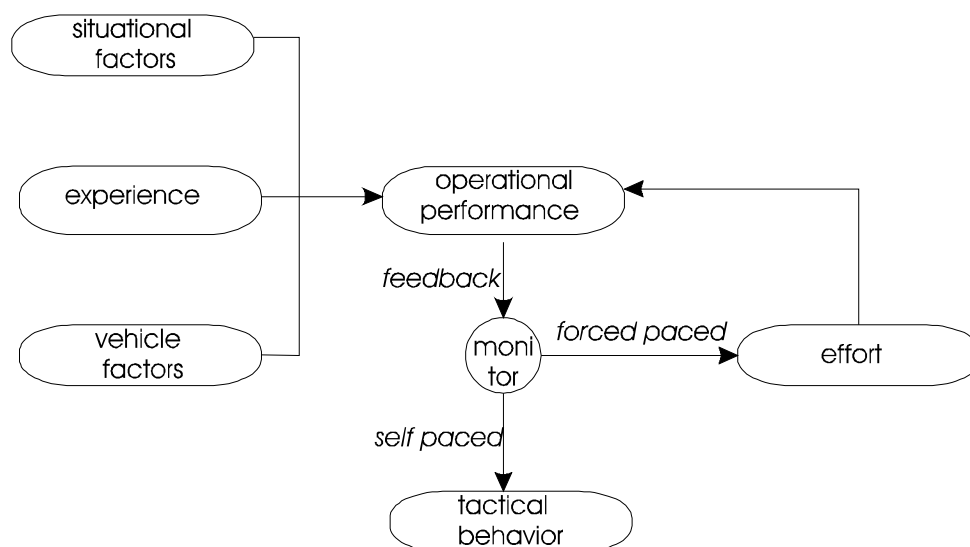 situational
factors
experience
operational
performance
feedback
vehicle
factors
moni
tor
forced paced
effort
self paced
tactical
behavior